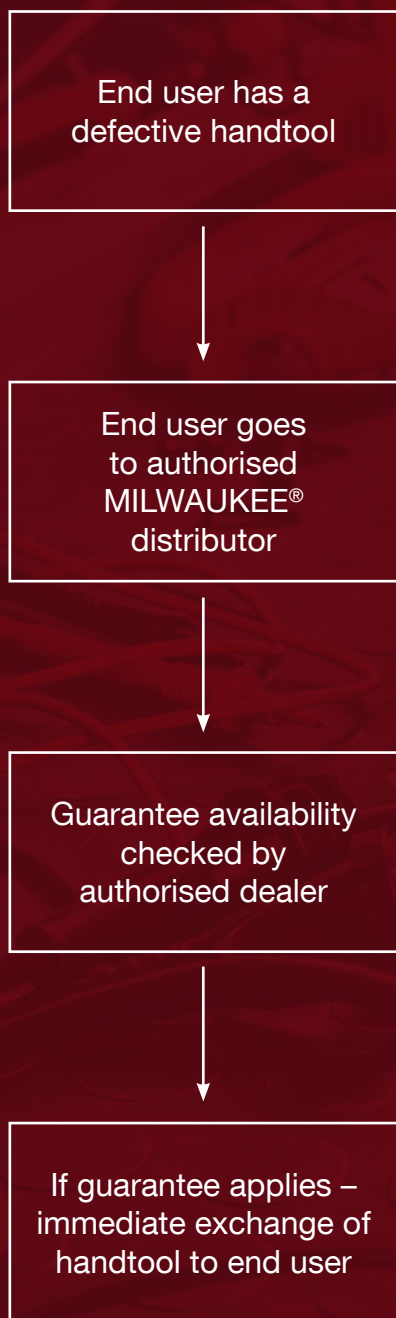 End user has a
defective handtool
End user goes
to authorised
MILWAUKEE®
distributor
Guarantee availability
checked by
authorised dealer
If guarantee applies –
immediate exchange of
handtool to end user